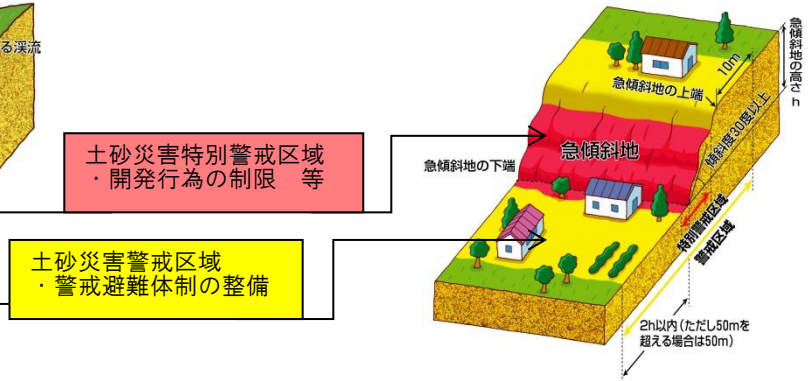 る渓流
土砂災害特別警戒区域
・開発行為の制限　等
土砂災害警戒区域
・警戒避難体制の整備
急傾斜地の高さ h
10m
急傾斜地の上端
傾斜度30度以上
急傾斜地
急傾斜地の下端
特別警戒区域
警戒区域
2h以内(ただし50mを
超える場合は50m)